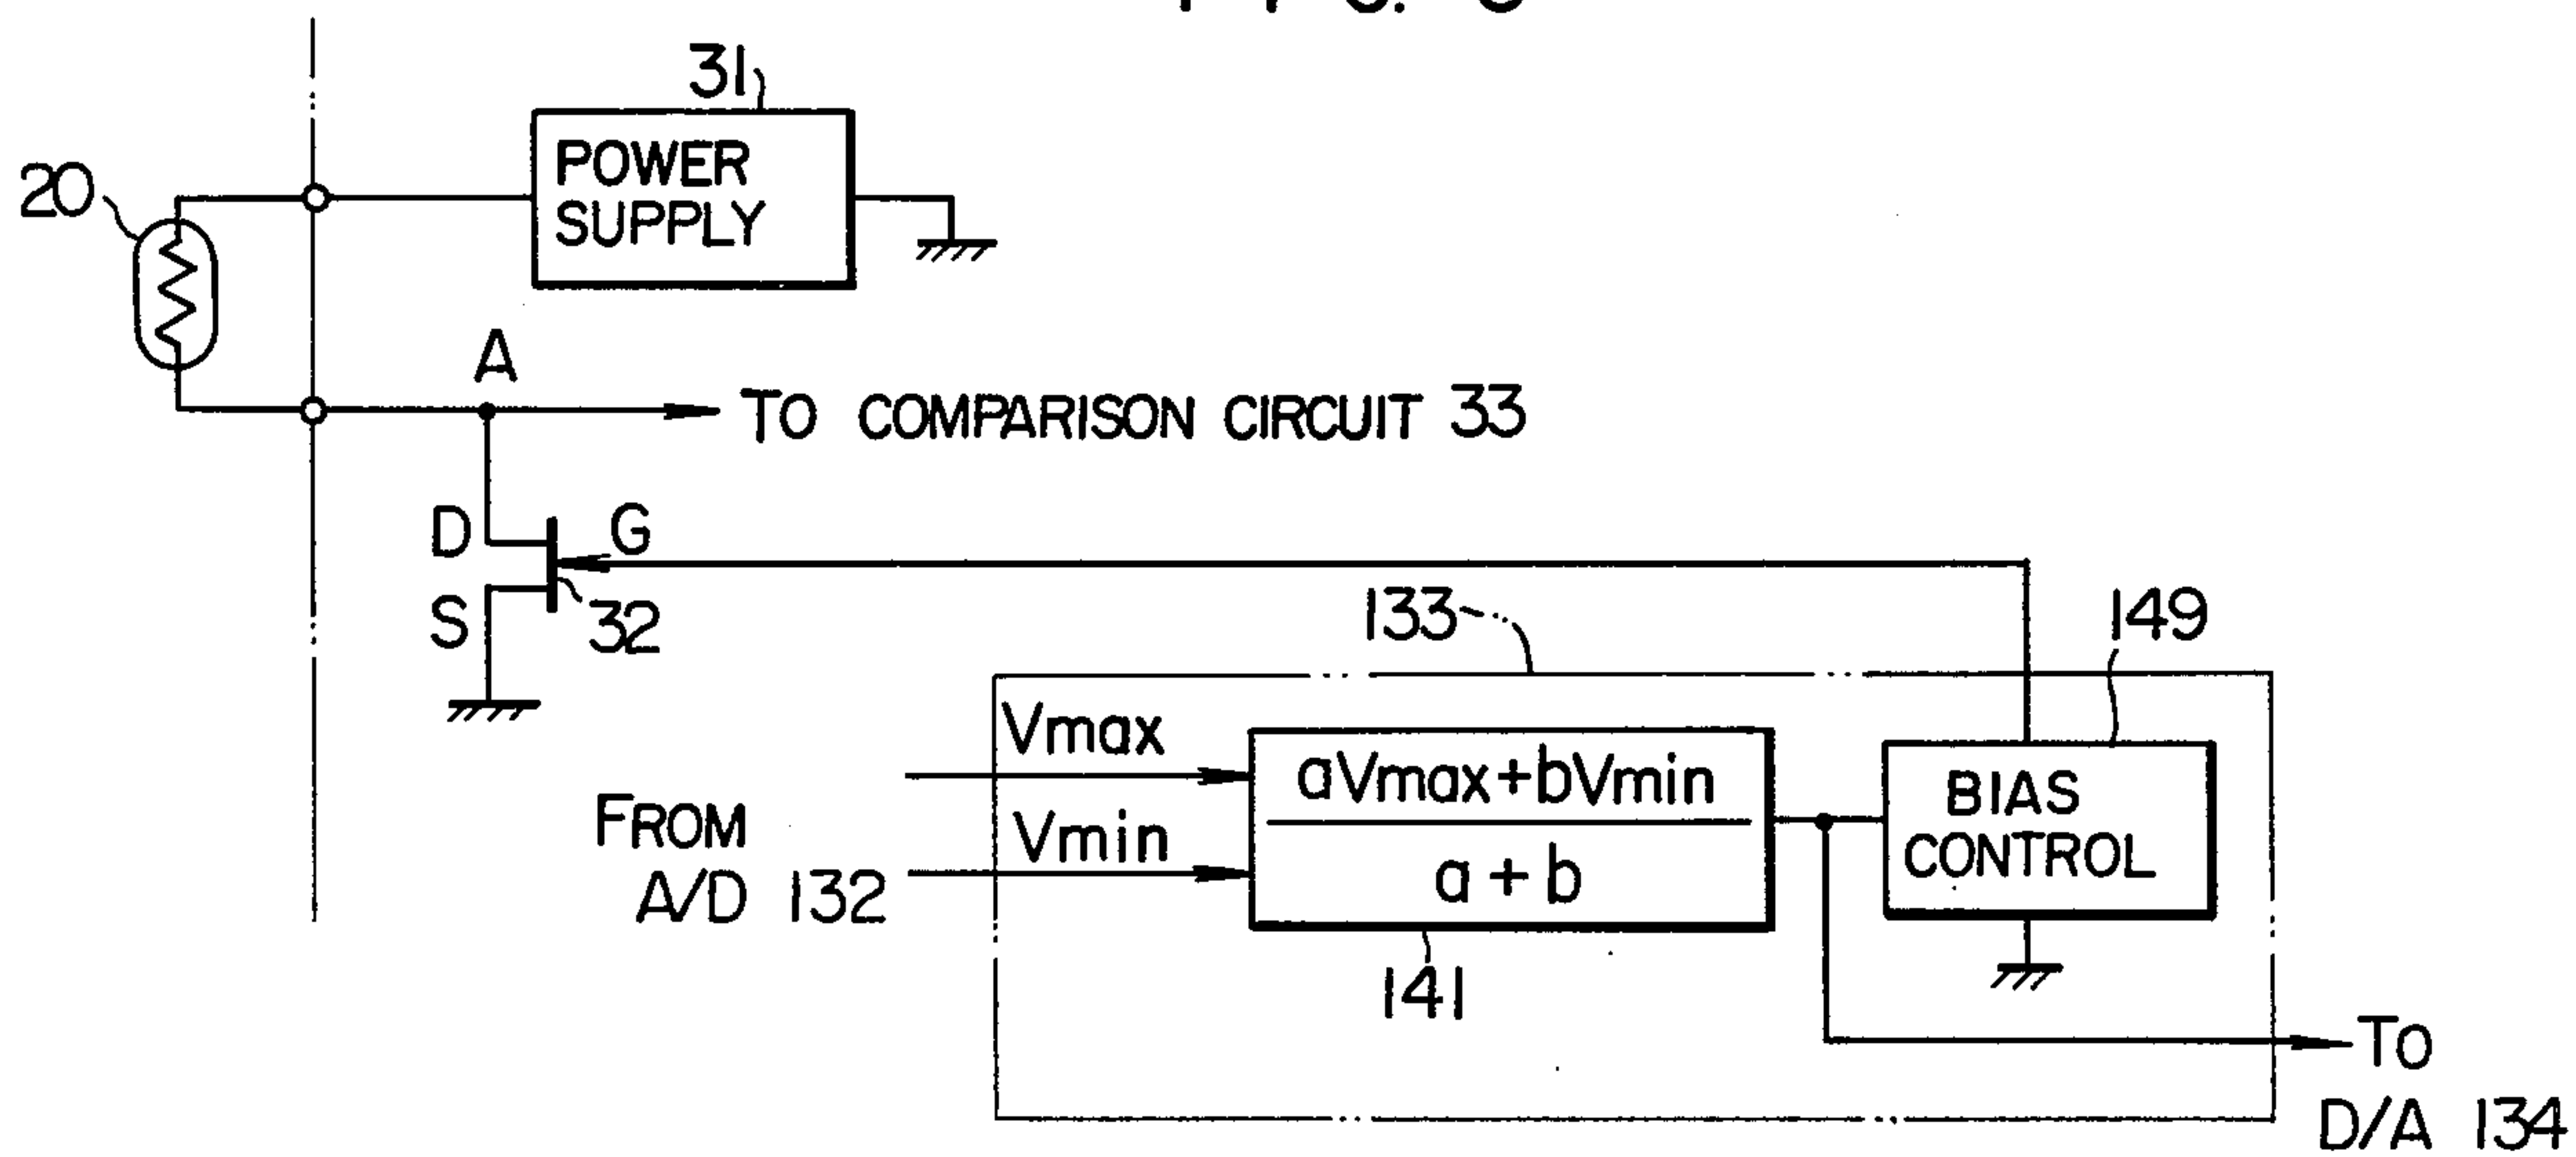 31
POWER
SUPPLY
20
A
TO COMPARISON CIRCUIT 33
D
G
S
32
133
149
Vmax
Vmin
FROM
A/D 132
aVmax+bVmin
a + b
141
BIAS
CONTROL
TO
D/A 134